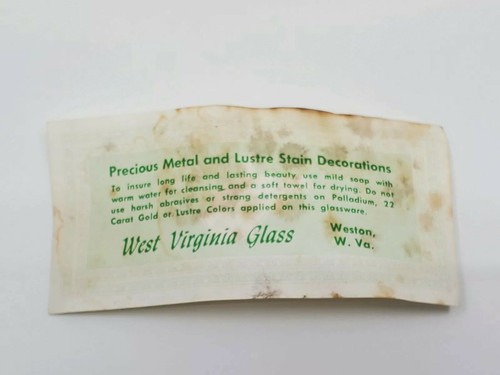 Precious Metal and Lustre Stain Decorations
To insure long life and lasting beauty use mild soap with
warm water for cleansing, and a soft towel for drying. Do not
use harsh abrasives or strong detergents on Palladium, 22
Carat Gold or Lustre Colors applied on this glassware.
West Virginia Glass
Weston,
W. Va.